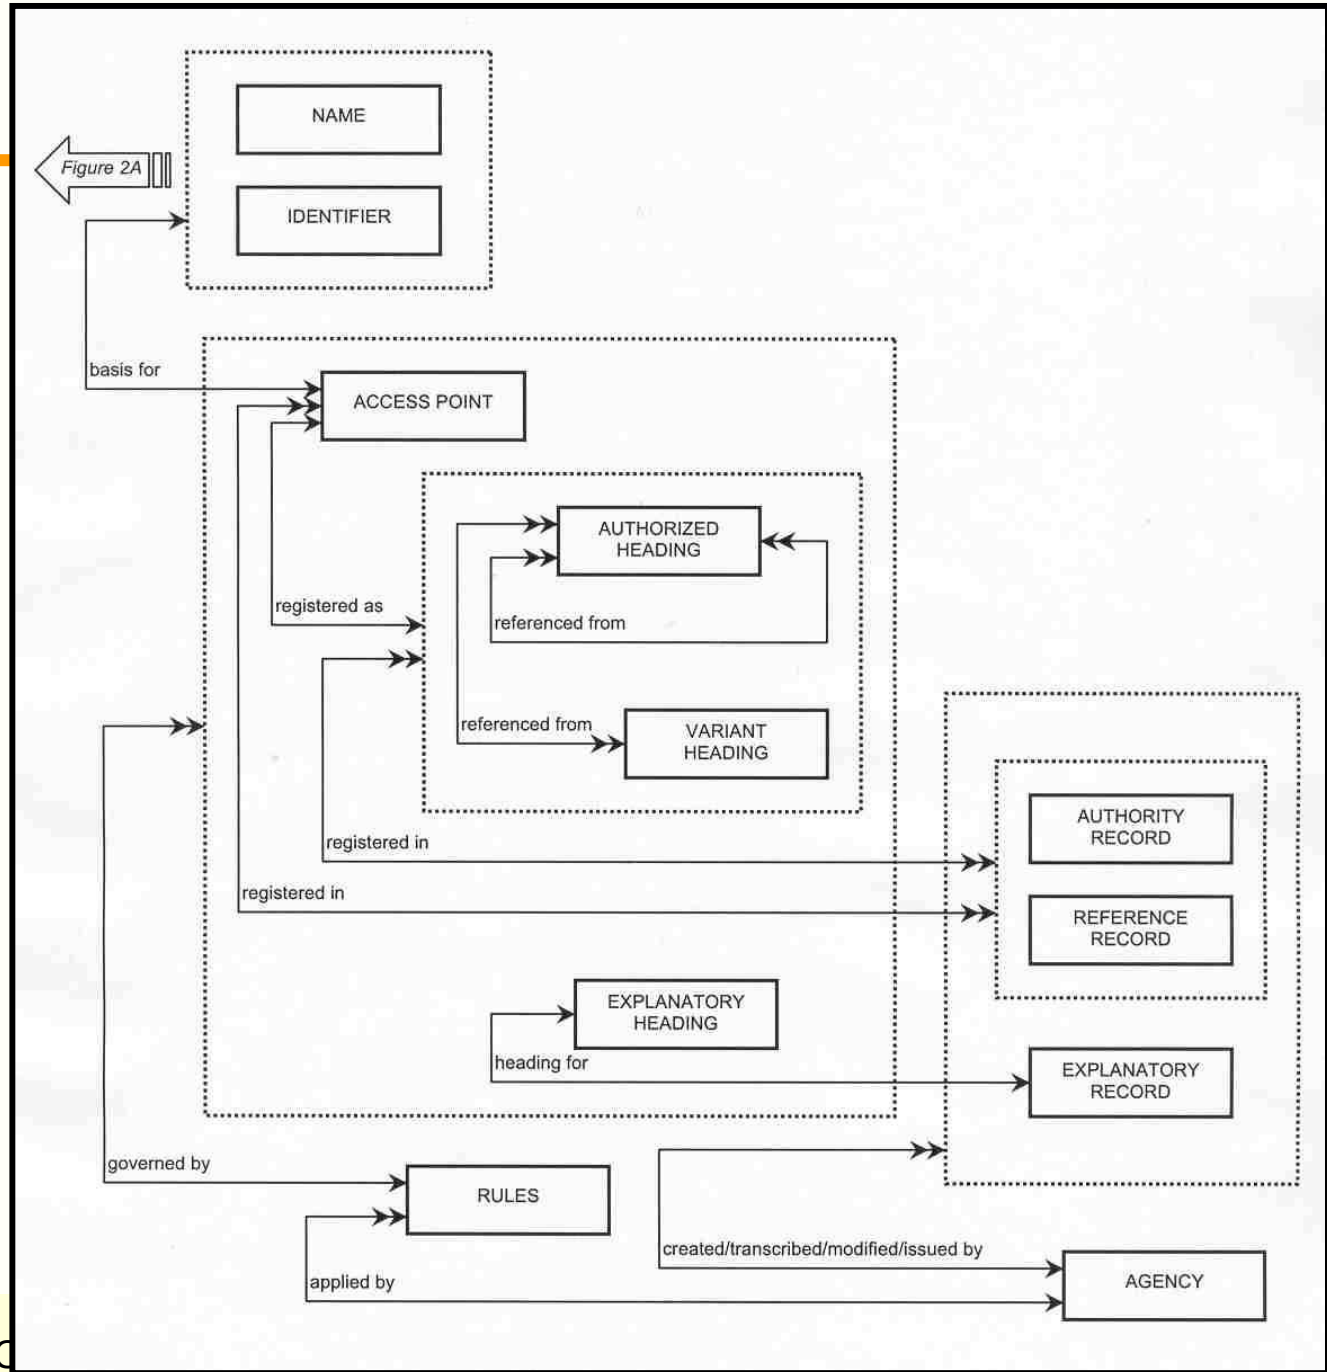 NAME
Figure 2A
IDENTIFIER
basis for
ACCESS POINT
AUTHORIZED
HEADING
registered as
referenced from
referenced from
VARIANT
HEADING
AUTHORITY
RECORD
registered in
registered in
REFERENCE
RECORD
EXPLANATORY
HEADING
heading for
EXPLANATORY
RECORD
governed by
RULES
created/transcribed/modified/issued by
applied by
AGENCY